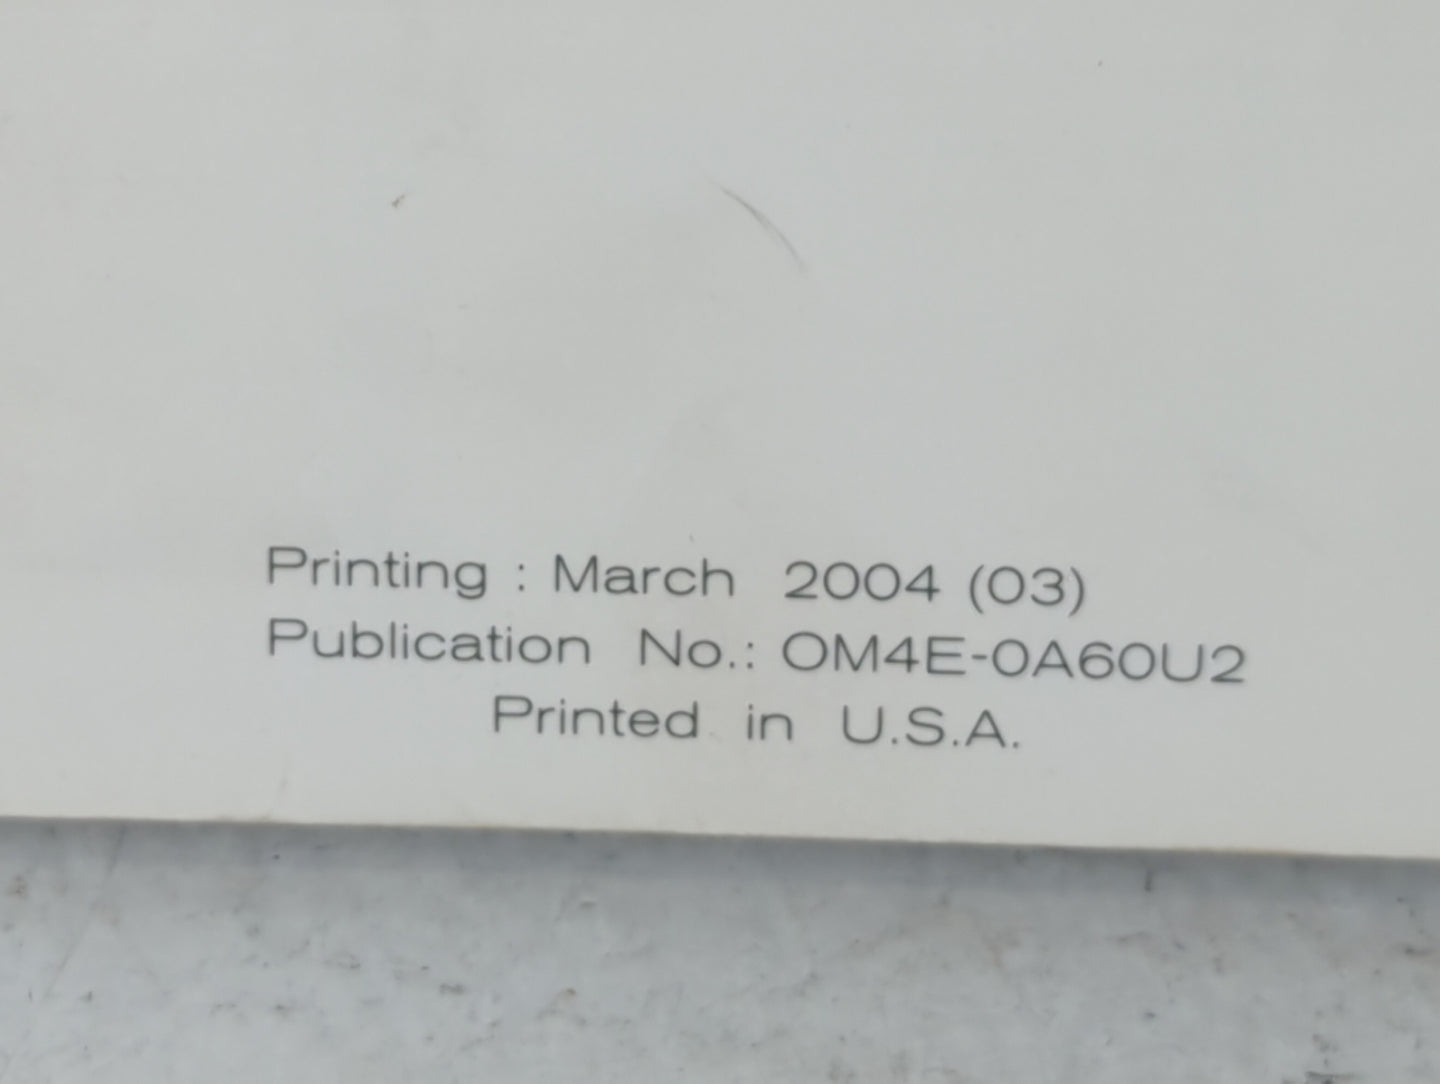 Printing : March 2004 (03)
Publication No.: OM4E-0A60U2
Printed in U.S.A.